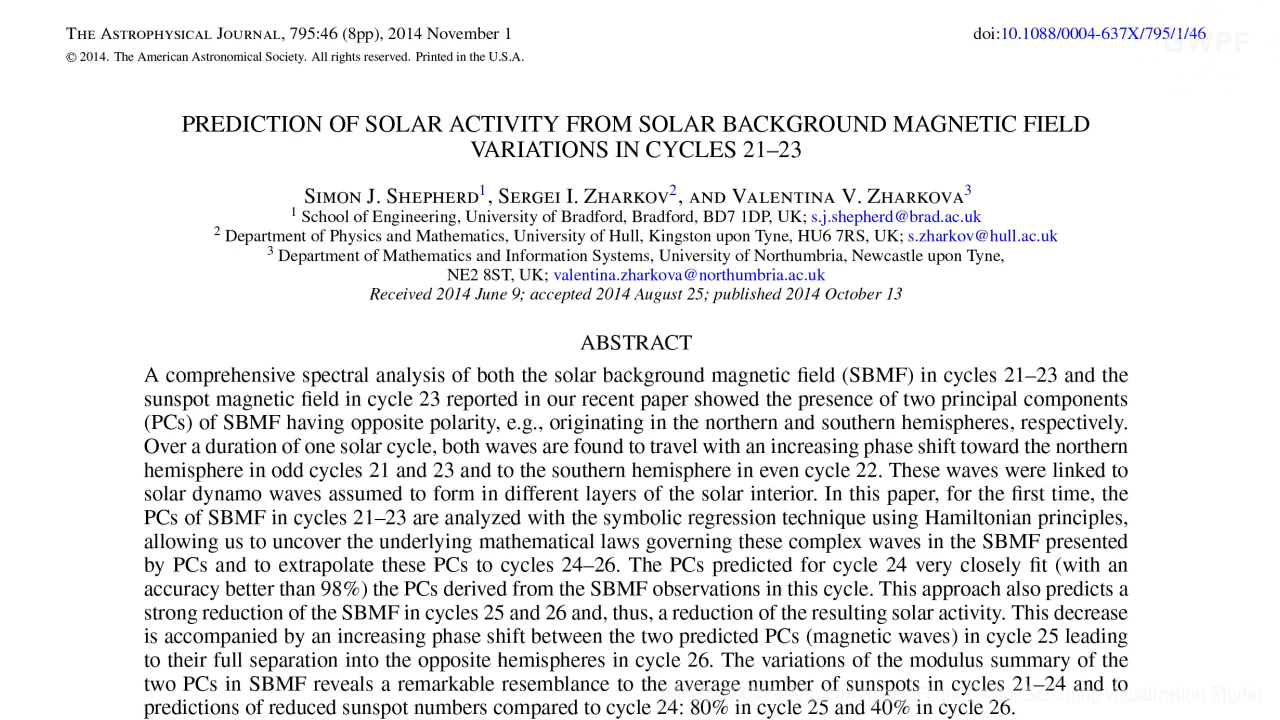 THE ASTROPHYSICAL JOURNAL, 795:46 (8pp), 2014 November 1
doi:10.1088/0004-637X/795/1/46
GWPF
© 2014. The American Astronomical Society. All rights reserved. Printed in the U.S.A.
PREDICTION OF SOLAR ACTIVITY FROM SOLAR BACKGROUND MAGNETIC FIELD
VARIATIONS IN CYCLES 21–23
SIMON J. SHEPHERD1, SERGEI I. ZHARKOV2, AND VALENTINA V. ZHARKOVA3
1 School of Engineering, University of Bradford, Bradford, BD7 1DP, UK; s.j.shepherd@brad.ac.uk
2 Department of Physics and Mathematics, University of Hull, Kingston upon Tyne, HU6 7RS, UK; s.zharkov@hull.ac.uk
3 Department of Mathematics and Information Systems, University of Northumbria, Newcastle upon Tyne,
NE2 8ST, UK; valentina.zharkova@northumbria.ac.uk
Received 2014 June 9; accepted 2014 August 25; published 2014 October 13
ABSTRACT
A comprehensive spectral analysis of both the solar background magnetic field (SBMF) in cycles 21–23 and the
sunspot magnetic field in cycle 23 reported in our recent paper showed the presence of two principal components
(PCs) of SBMF having opposite polarity, e.g., originating in the northern and southern hemispheres, respectively.
Over a duration of one solar cycle, both waves are found to travel with an increasing phase shift toward the northern
hemisphere in odd cycles 21 and 23 and to the southern hemisphere in even cycle 22. These waves were linked to
solar dynamo waves assumed to form in different layers of the solar interior. In this paper, for the first time, the
PCs of SBMF in cycles 21–23 are analyzed with the symbolic regression technique using Hamiltonian principles,
allowing us to uncover the underlying mathematical laws governing these complex waves in the SBMF presented
by PCs and to extrapolate these PCs to cycles 24–26. The PCs predicted for cycle 24 very closely fit (with an
accuracy better than 98%) the PCs derived from the SBMF observations in this cycle. This approach also predicts a
strong reduction of the SBMF in cycles 25 and 26 and, thus, a reduction of the resulting solar activity. This decrease
is accompanied by an increasing phase shift between the two predicted PCs (magnetic waves) in cycle 25 leading
to their full separation into the opposite hemispheres in cycle 26. The variations of the modulus summary of the
two PCs in SBMF reveals a remarkable resemblance to the average number of sunspots in cycles 21–24 and to
Visualization Studio
predictions of reduced sunspot numbers compared to cycle 24: 80% in cycle 25 and 40% in cycle 26.